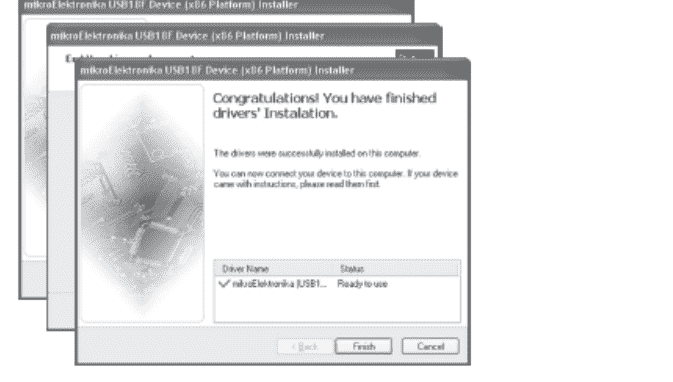 mikroElektronika USB18F Device (x86 Platform) Installer
mikroElektronika USB18F Device (x86 Platform) Installer
mikroElektronika USB18F Device (x86 Platform) Installer
Congratulations! You have finished
drivers' Instalation.
The drivers were successfully installed on this computer.
You can now connect your device to this computer. If your device
came with instructions, please read them first.
Driver Name Status
mikroElektronika (USB1... Ready to use
< Back Finish Cancel